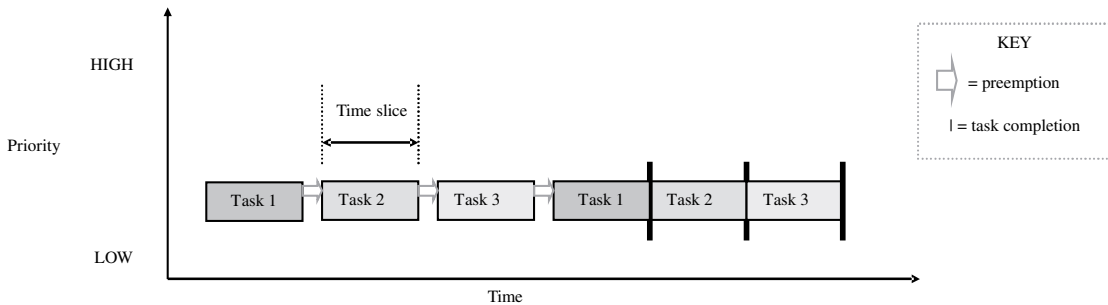 HIGH
KEY
= preemption
Time slice
| = task completion
Priority
Task 1
Task 2
Task 3
Task 1
Task 2
Task 3
LOW
Time